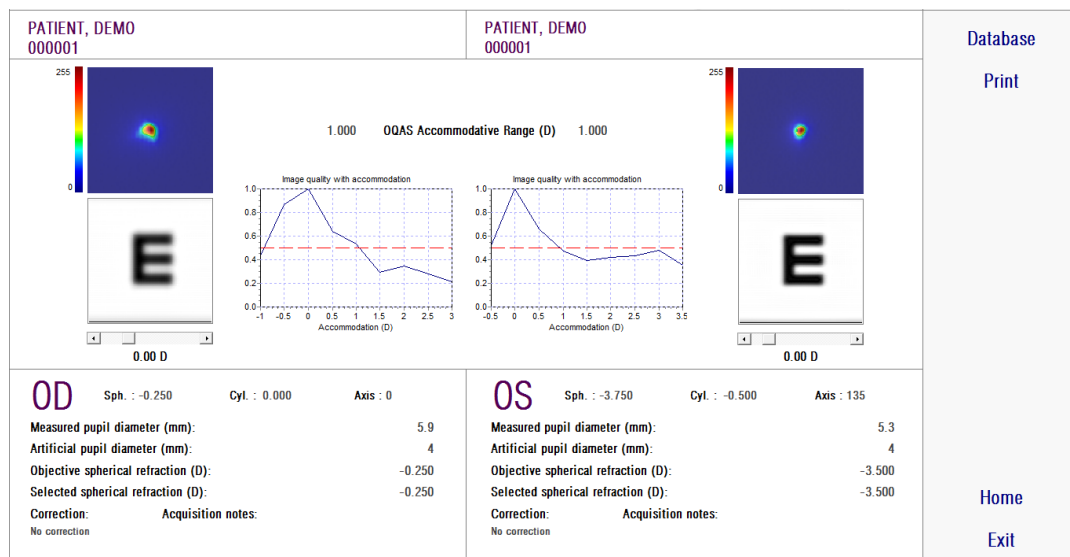 PATIENT, DEMO
000001
PATIENT, DEMO
000001
Database
Print
255
0
255
0
1.000 OQAS Accommodative Range (D) 1.000
Image quality with accommodation
1.0
0.8
0.6
0.4
0.2
0.0
-1 -0.5 0 0.5 1 1.5 2 2.5 3
Accommodation (D)
Image quality with accommodation
1.0
0.8
0.6
0.4
0.2
0.0
-0.5 0 0.5 1 1.5 2 2.5 3 3.5
Accommodation (D)
E
E
0.00 D
0.00 D
OD Sph. : -0.250 Cyl. : 0.000 Axis : 0
Measured pupil diameter (mm): 5.9
Artificial pupil diameter (mm): 4
Objective spherical refraction (D): -0.250
Selected spherical refraction (D): -0.250
Correction: Acquisition notes:
No correction
OS Sph. : -3.750 Cyl. : -0.500 Axis : 135
Measured pupil diameter (mm): 5.3
Artificial pupil diameter (mm): 4
Objective spherical refraction (D): -3.500
Selected spherical refraction (D): -3.500
Correction: Acquisition notes:
No correction
Home
Exit